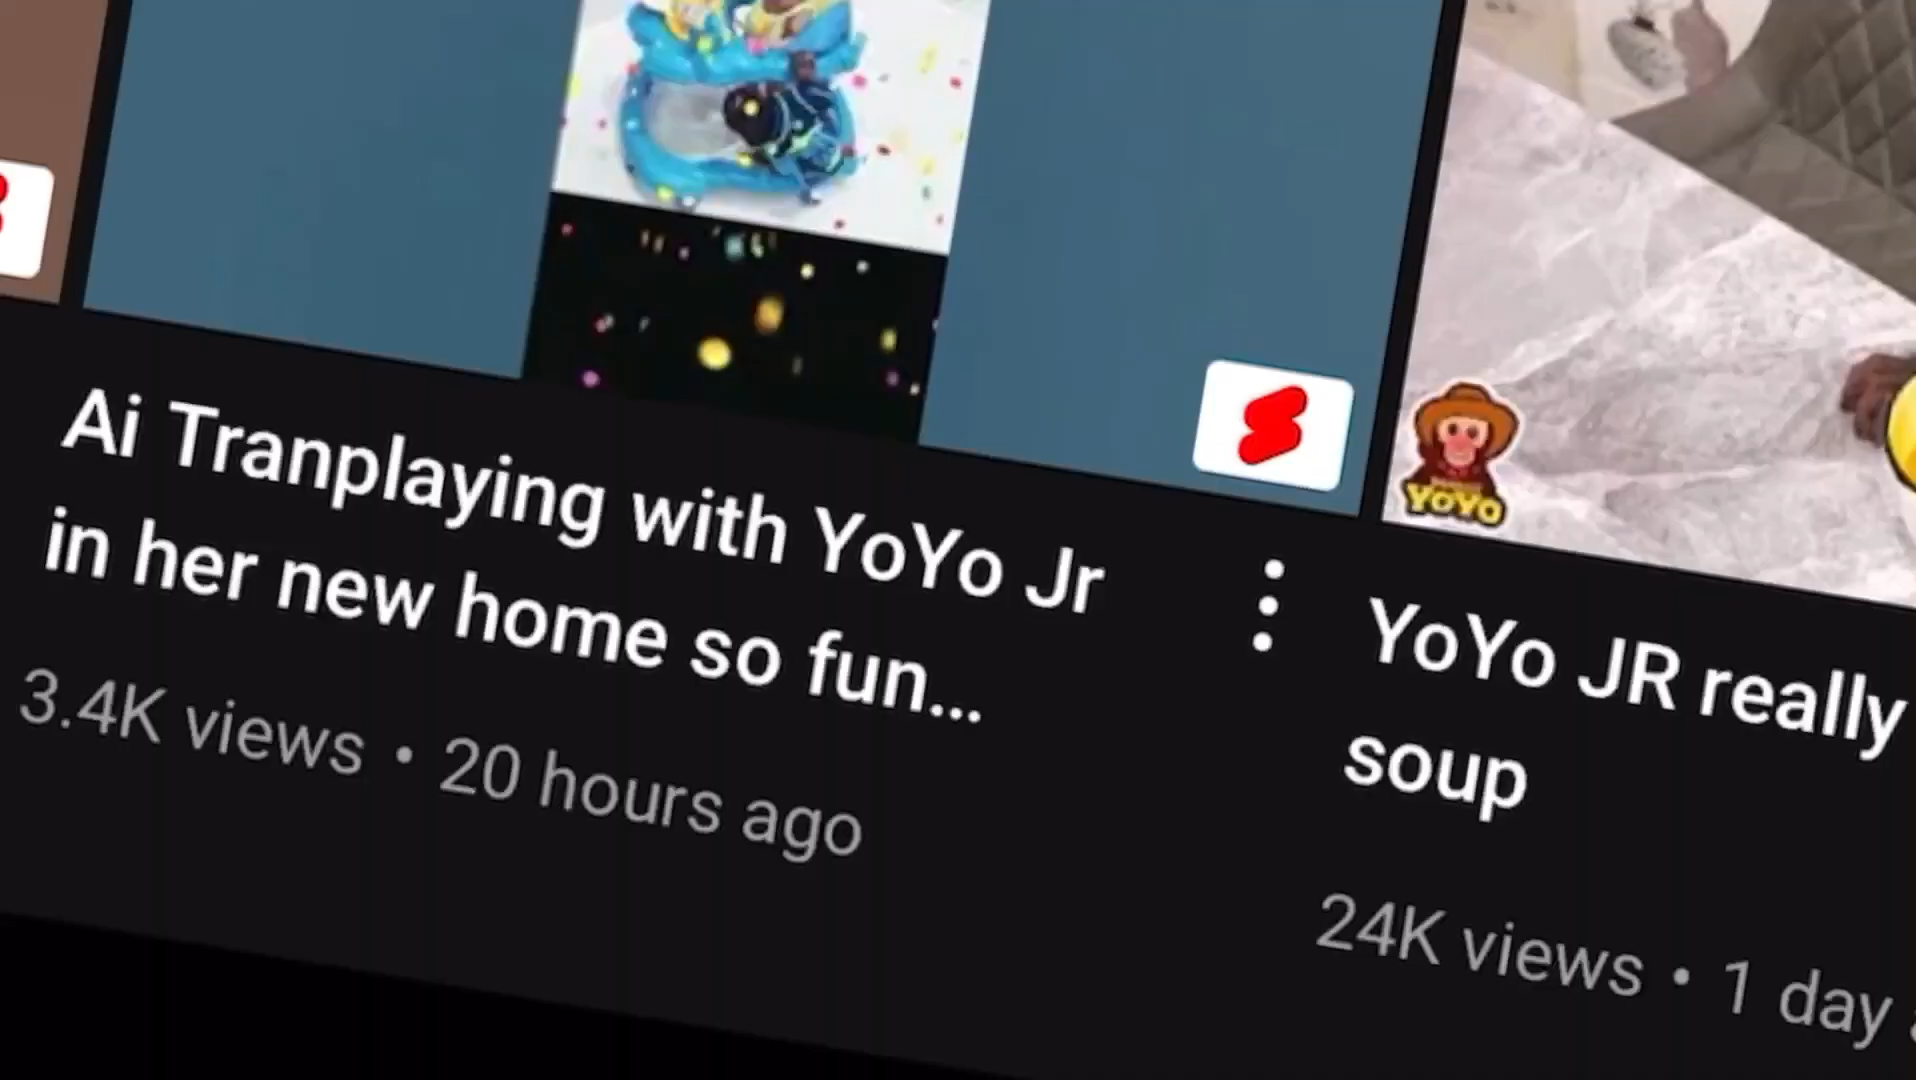 Ai Tranplaying with YoYo Jr
in her new home so fun...
3.4K views • 20 hours ago
YOYO
YoYo JR really
soup
24K views • 1 day